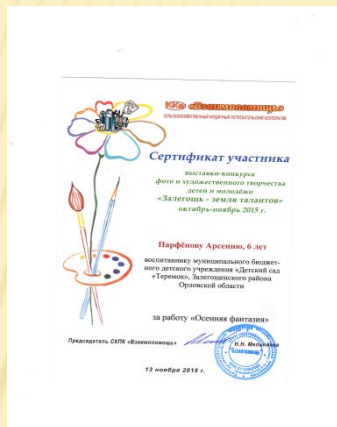 ККв «Взаимопомощь»
СЕЛЬСКОХОЗЯЙСТВЕННЫЙ КРЕДИТНЫЙ ПОТРЕБИТЕЛЬСКИЙ КООПЕРАТИВ
Сертификат участника
выставки-конкурса
фото и художественного творчества
детей и молодёжи
«Залегощь - земля талантов»
октябрь-ноябрь 2015 г.
Парфёнову Арсению, 6 лет
воспитаннику муниципального бюджет-
ного детского учреждения «Детский сад
«Теремок», Залегощенского района
Орловской области
за работу «Осенняя фантазия»
Председатель СКПК «Взаимопомощь»
Н.Н. Мельникова
13 ноября 2015 г.